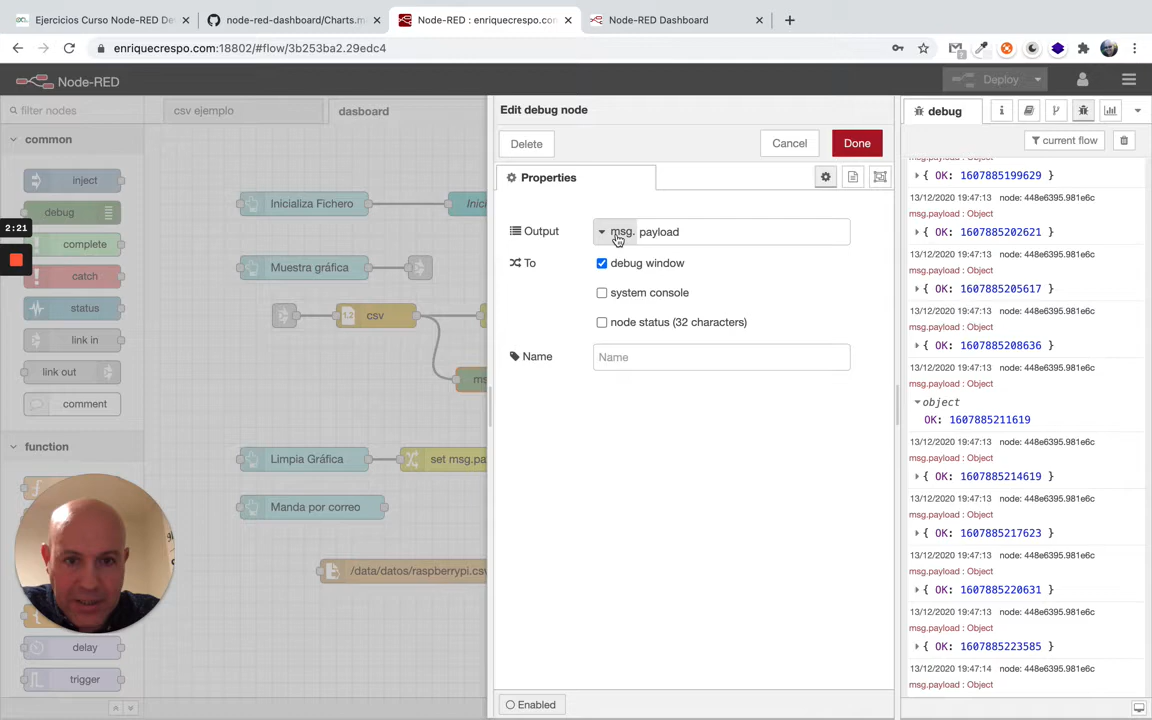 Ejercicios Curso Node-RED De
node-red-dashboard/Charts.m
Node-RED : enriquecrespo.con
Node-RED Dashboard
enriquecrespo.com:18802/#flow/3b253ba2.29edc4
Node-RED
Deploy
filter nodes
csv ejemplo
dasboard
Edit debug node
debug
common
Delete
Cancel
Done
current flow
Properties
inject
debug
2:21
complete
catch
status
link in
link out
comment
function
delay
trigger
Inicializa Fichero
Inici
Muestra gráfica
csv
ms
Limpia Gráfica
set msg.pa
Manda por correo
/data/datos/raspberrypi.csv
Output
msg. payload
To
debug window
system console
node status (32 characters)
Name
Name
Enabled
msg.payload : Object
{ OK: 1607885199629 }
13/12/2020 19:47:13 node: 448e6395.981e6c
msg.payload : Object
{ OK: 1607885202621 }
13/12/2020 19:47:13 node: 448e6395.981e6c
msg.payload : Object
{ OK: 1607885205617 }
13/12/2020 19:47:13 node: 448e6395.981e6c
msg.payload : Object
{ OK: 1607885208636 }
13/12/2020 19:47:13 node: 448e6395.981e6c
msg.payload : Object
object
OK: 1607885211619
13/12/2020 19:47:13 node: 448e6395.981e6c
msg.payload : Object
{ OK: 1607885214619 }
13/12/2020 19:47:13 node: 448e6395.981e6c
msg.payload : Object
{ OK: 1607885217623 }
13/12/2020 19:47:13 node: 448e6395.981e6c
msg.payload : Object
{ OK: 1607885220631 }
13/12/2020 19:47:13 node: 448e6395.981e6c
msg.payload : Object
{ OK: 1607885223585 }
13/12/2020 19:47:14 node: 448e6395.981e6c
msg.payload : Object